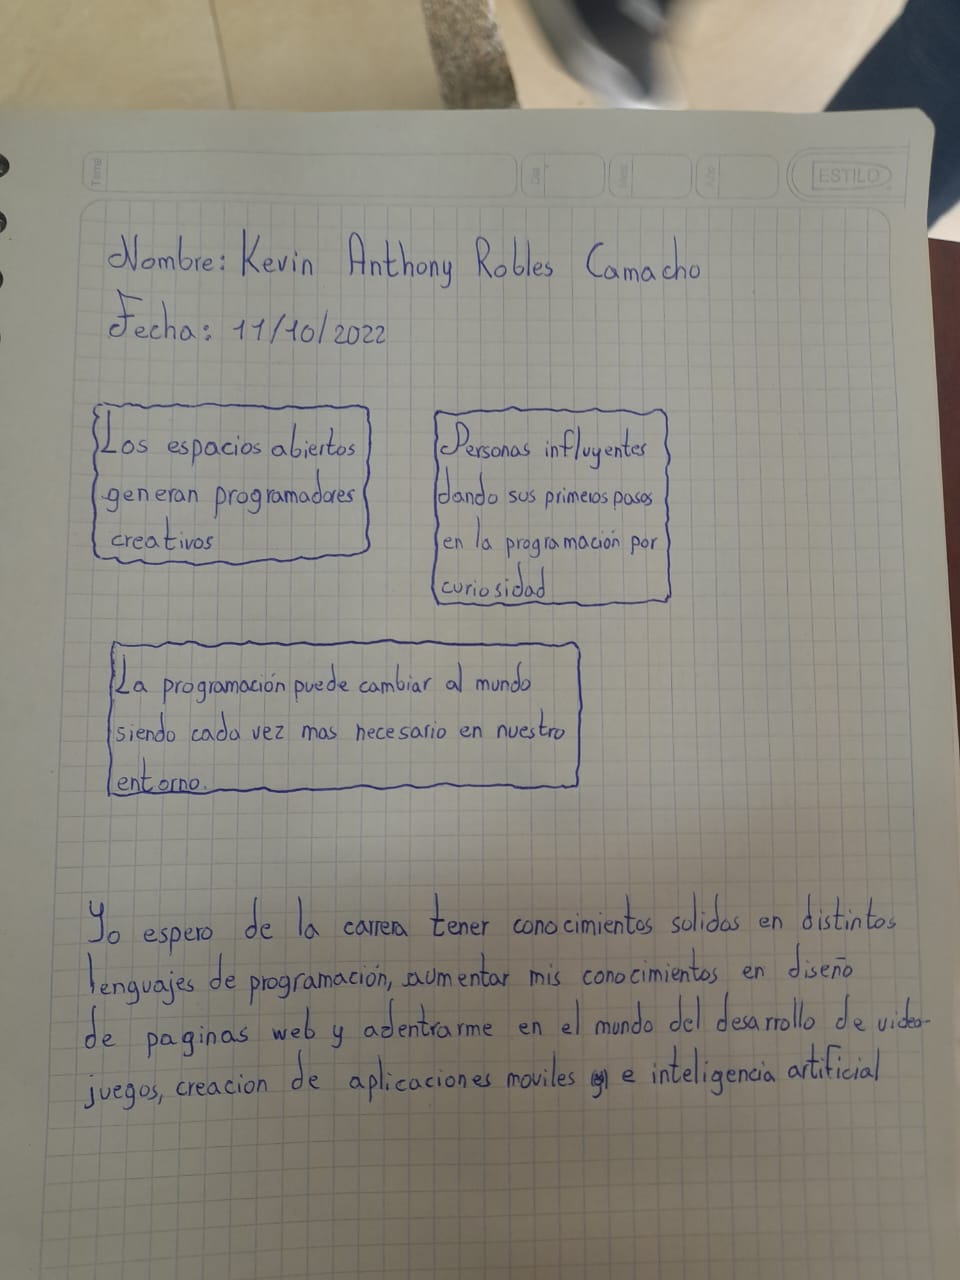 Tema
Día
Mes
Año
ESTILO
Nombre: Kevin Anthony Robles Camacho
Fecha: 11/10/2022
Los espacios abiertos
generan programadores
creativos
Personas influyentes
dando sus primeros pasos
en la programación por
curiosidad
La programación puede cambiar al mundo
siendo cada vez mas necesario en nuestro
entorno.
Yo espero de la carrera tener conocimientos solidos en distintos
lenguajes de programación, aumentar mis conocimientos en diseño
de paginas web y adentrarme en el mundo del desarrollo de video-
juegos, creacion de aplicaciones moviles e inteligencia artificial